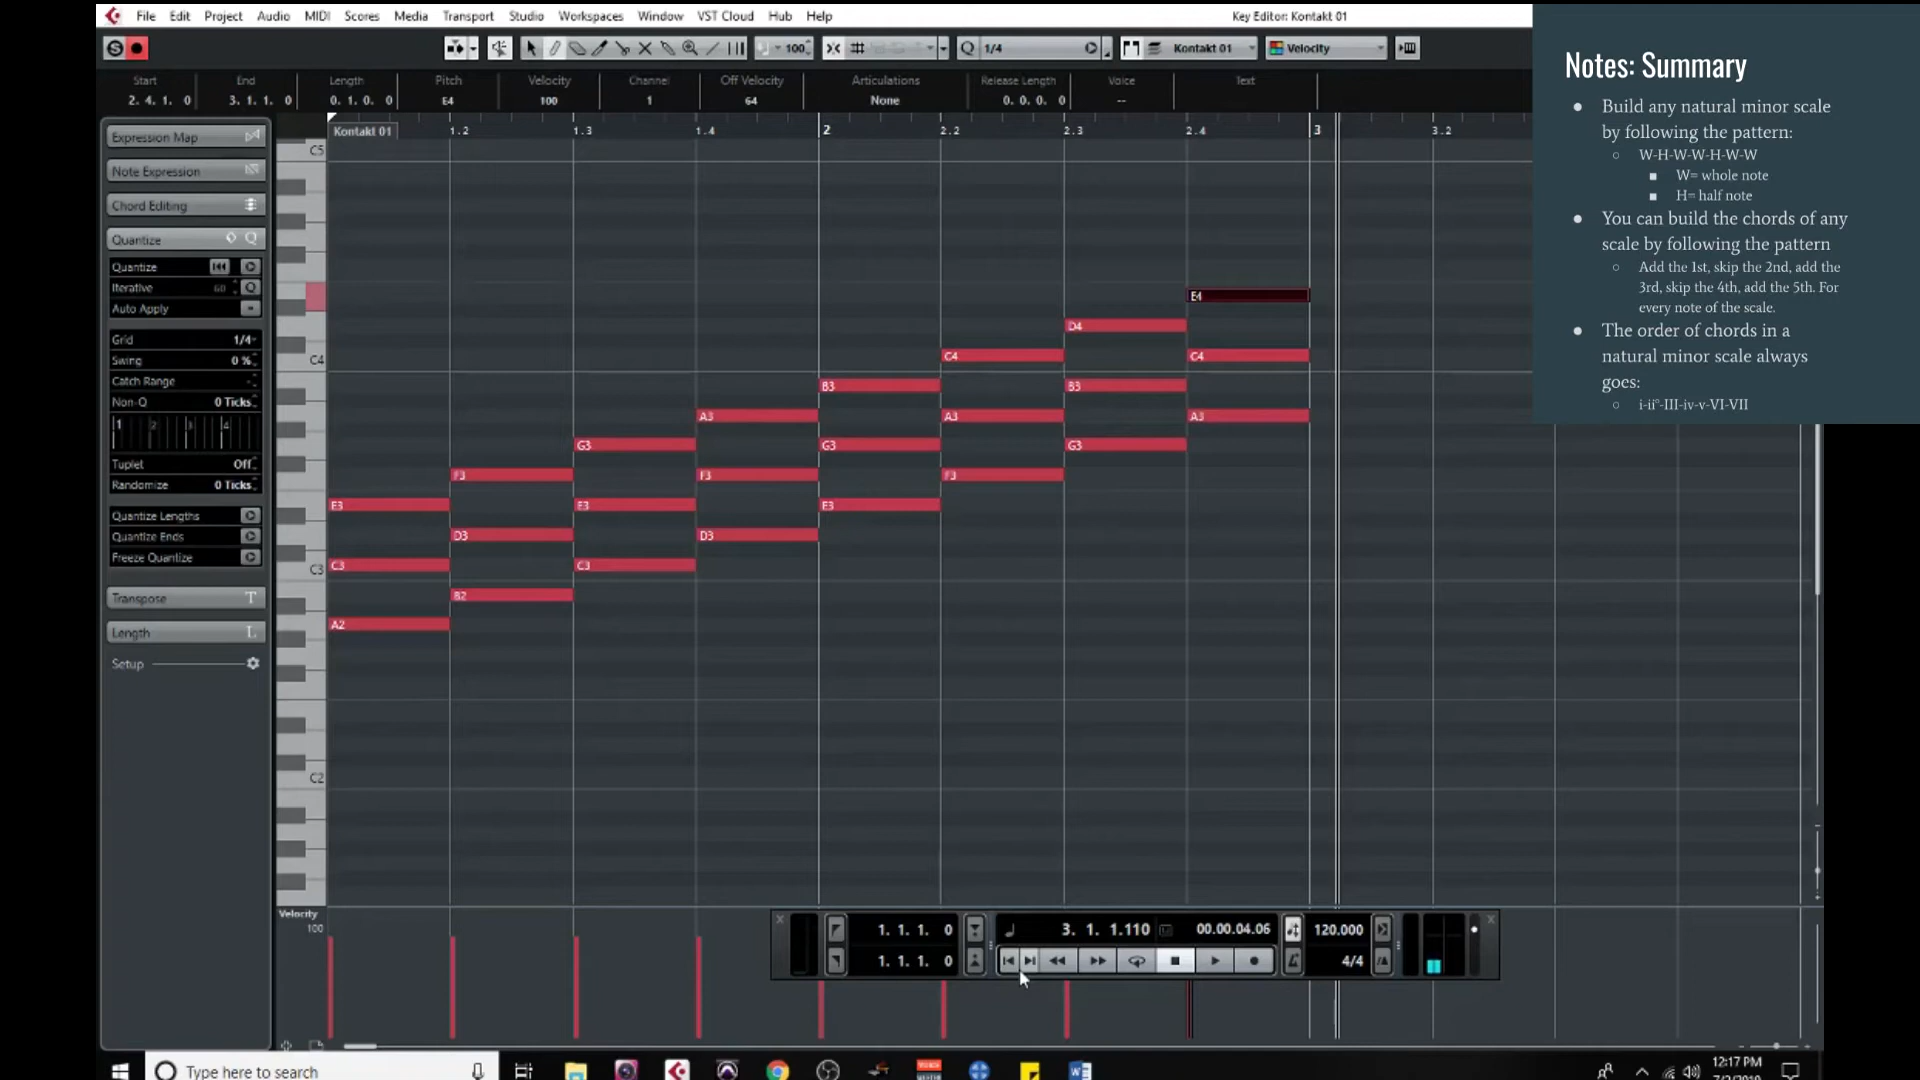 File Edit Project Audio MIDI Scores Media Transport Studio Workspaces Window VST Cloud Hub Help
Key Editor: Kontakt 01
100 Q 1/4 Kontakt 01 Velocity
Start End Length Pitch Velocity Channel Off Velocity Articulations Release Length Voice Text
2. 4. 1. 0 3. 1. 1. 0 0. 1. 0. 0 E4 100 1 64 None 0. 0. 0. 0 --
Kontakt 01 1.2 1.3 1.4 2 2.2 2.3 2.4 3 3.2
Expression Map
Note Expression
Chord Editing
Quantize Q
Quantize
Iterative 60 Q
Auto Apply
Grid 1/4
Swing 0 %
Catch Range -
Non-Q 0 Ticks
1 2 3 4
Tuplet Off
Randomize 0 Ticks
Quantize Lengths
Quantize Ends
Freeze Quantize
Transpose T
Length L
Setup
C5
C4
C3
C2
E4
D4
C4 C4
B3 B3
A3 A3 A3
G3 G3 G3
F3 F3 F3
E3 E3 E3
D3 D3
C3 C3
B2
A2
Notes: Summary
● Build any natural minor scale
by following the pattern:
○ W-H-W-W-H-W-W
■ W= whole note
■ H= half note
● You can build the chords of any
scale by following the pattern
○ Add the 1st, skip the 2nd, add the
3rd, skip the 4th, add the 5th. For
every note of the scale.
● The order of chords in a
natural minor scale always
goes:
○ i-ii°-III-iv-v-VI-VII
Velocity
100
1. 1. 1. 0 3. 1. 1.110 00.00.04.06 120.000
1. 1. 1. 0 4/4
Type here to search
12:17 PM